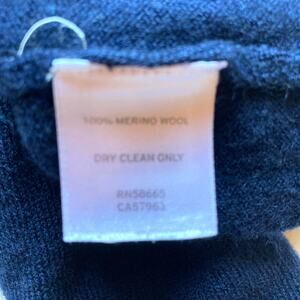 100% MERINO WOOL
DRY CLEAN ONLY
RN58665
CA57963